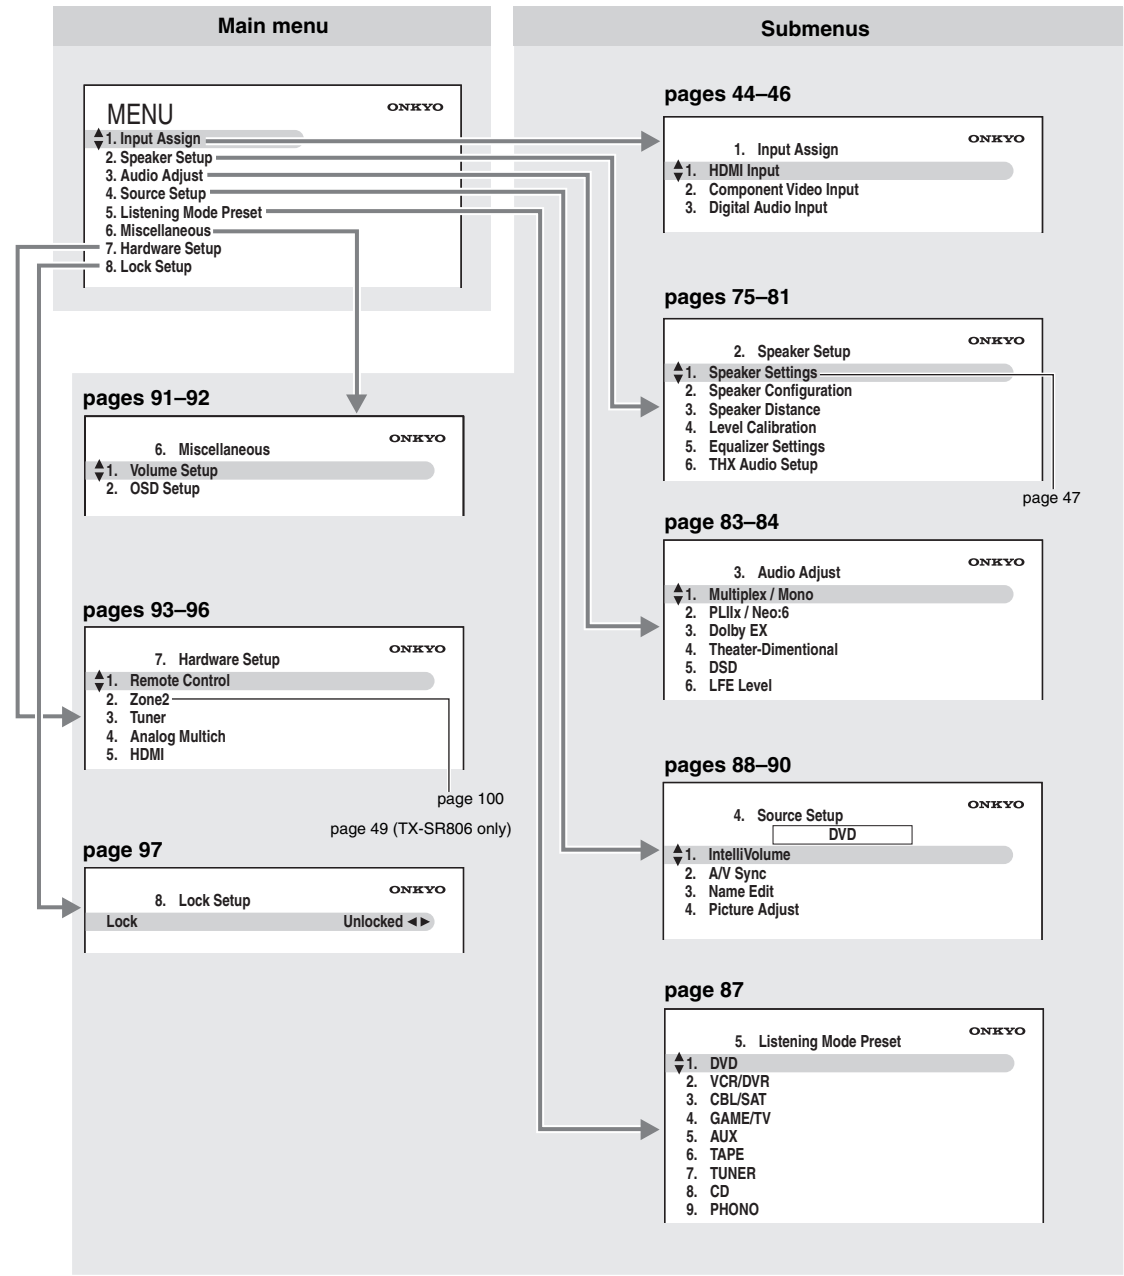 Main menu
MENU
ONKYO
1. Input Assign
2. Speaker Setup
3. Audio Adjust
4. Source Setup
5. Listening Mode Preset
6. Miscellaneous
7. Hardware Setup
8. Lock Setup
pages 91–92
ONKYO
6. Miscellaneous
1. Volume Setup
2. OSD Setup
pages 93–96
ONKYO
7. Hardware Setup
1. Remote Control
2. Zone2
3. Tuner
4. Analog Multich
5. HDMI
page 100
page 49 (TX-SR806 only)
page 97
ONKYO
8. Lock Setup
Lock Unlocked ◄►
Submenus
pages 44–46
ONKYO
1. Input Assign
1. HDMI Input
2. Component Video Input
3. Digital Audio Input
pages 75–81
ONKYO
2. Speaker Setup
1. Speaker Settings
2. Speaker Configuration
3. Speaker Distance
4. Level Calibration
5. Equalizer Settings
6. THX Audio Setup
page 47
page 83–84
ONKYO
3. Audio Adjust
1. Multiplex / Mono
2. PLIIx / Neo:6
3. Dolby EX
4. Theater-Dimentional
5. DSD
6. LFE Level
pages 88–90
ONKYO
4. Source Setup
DVD
1. IntelliVolume
2. A/V Sync
3. Name Edit
4. Picture Adjust
page 87
ONKYO
5. Listening Mode Preset
1. DVD
2. VCR/DVR
3. CBL/SAT
4. GAME/TV
5. AUX
6. TAPE
7. TUNER
8. CD
9. PHONO